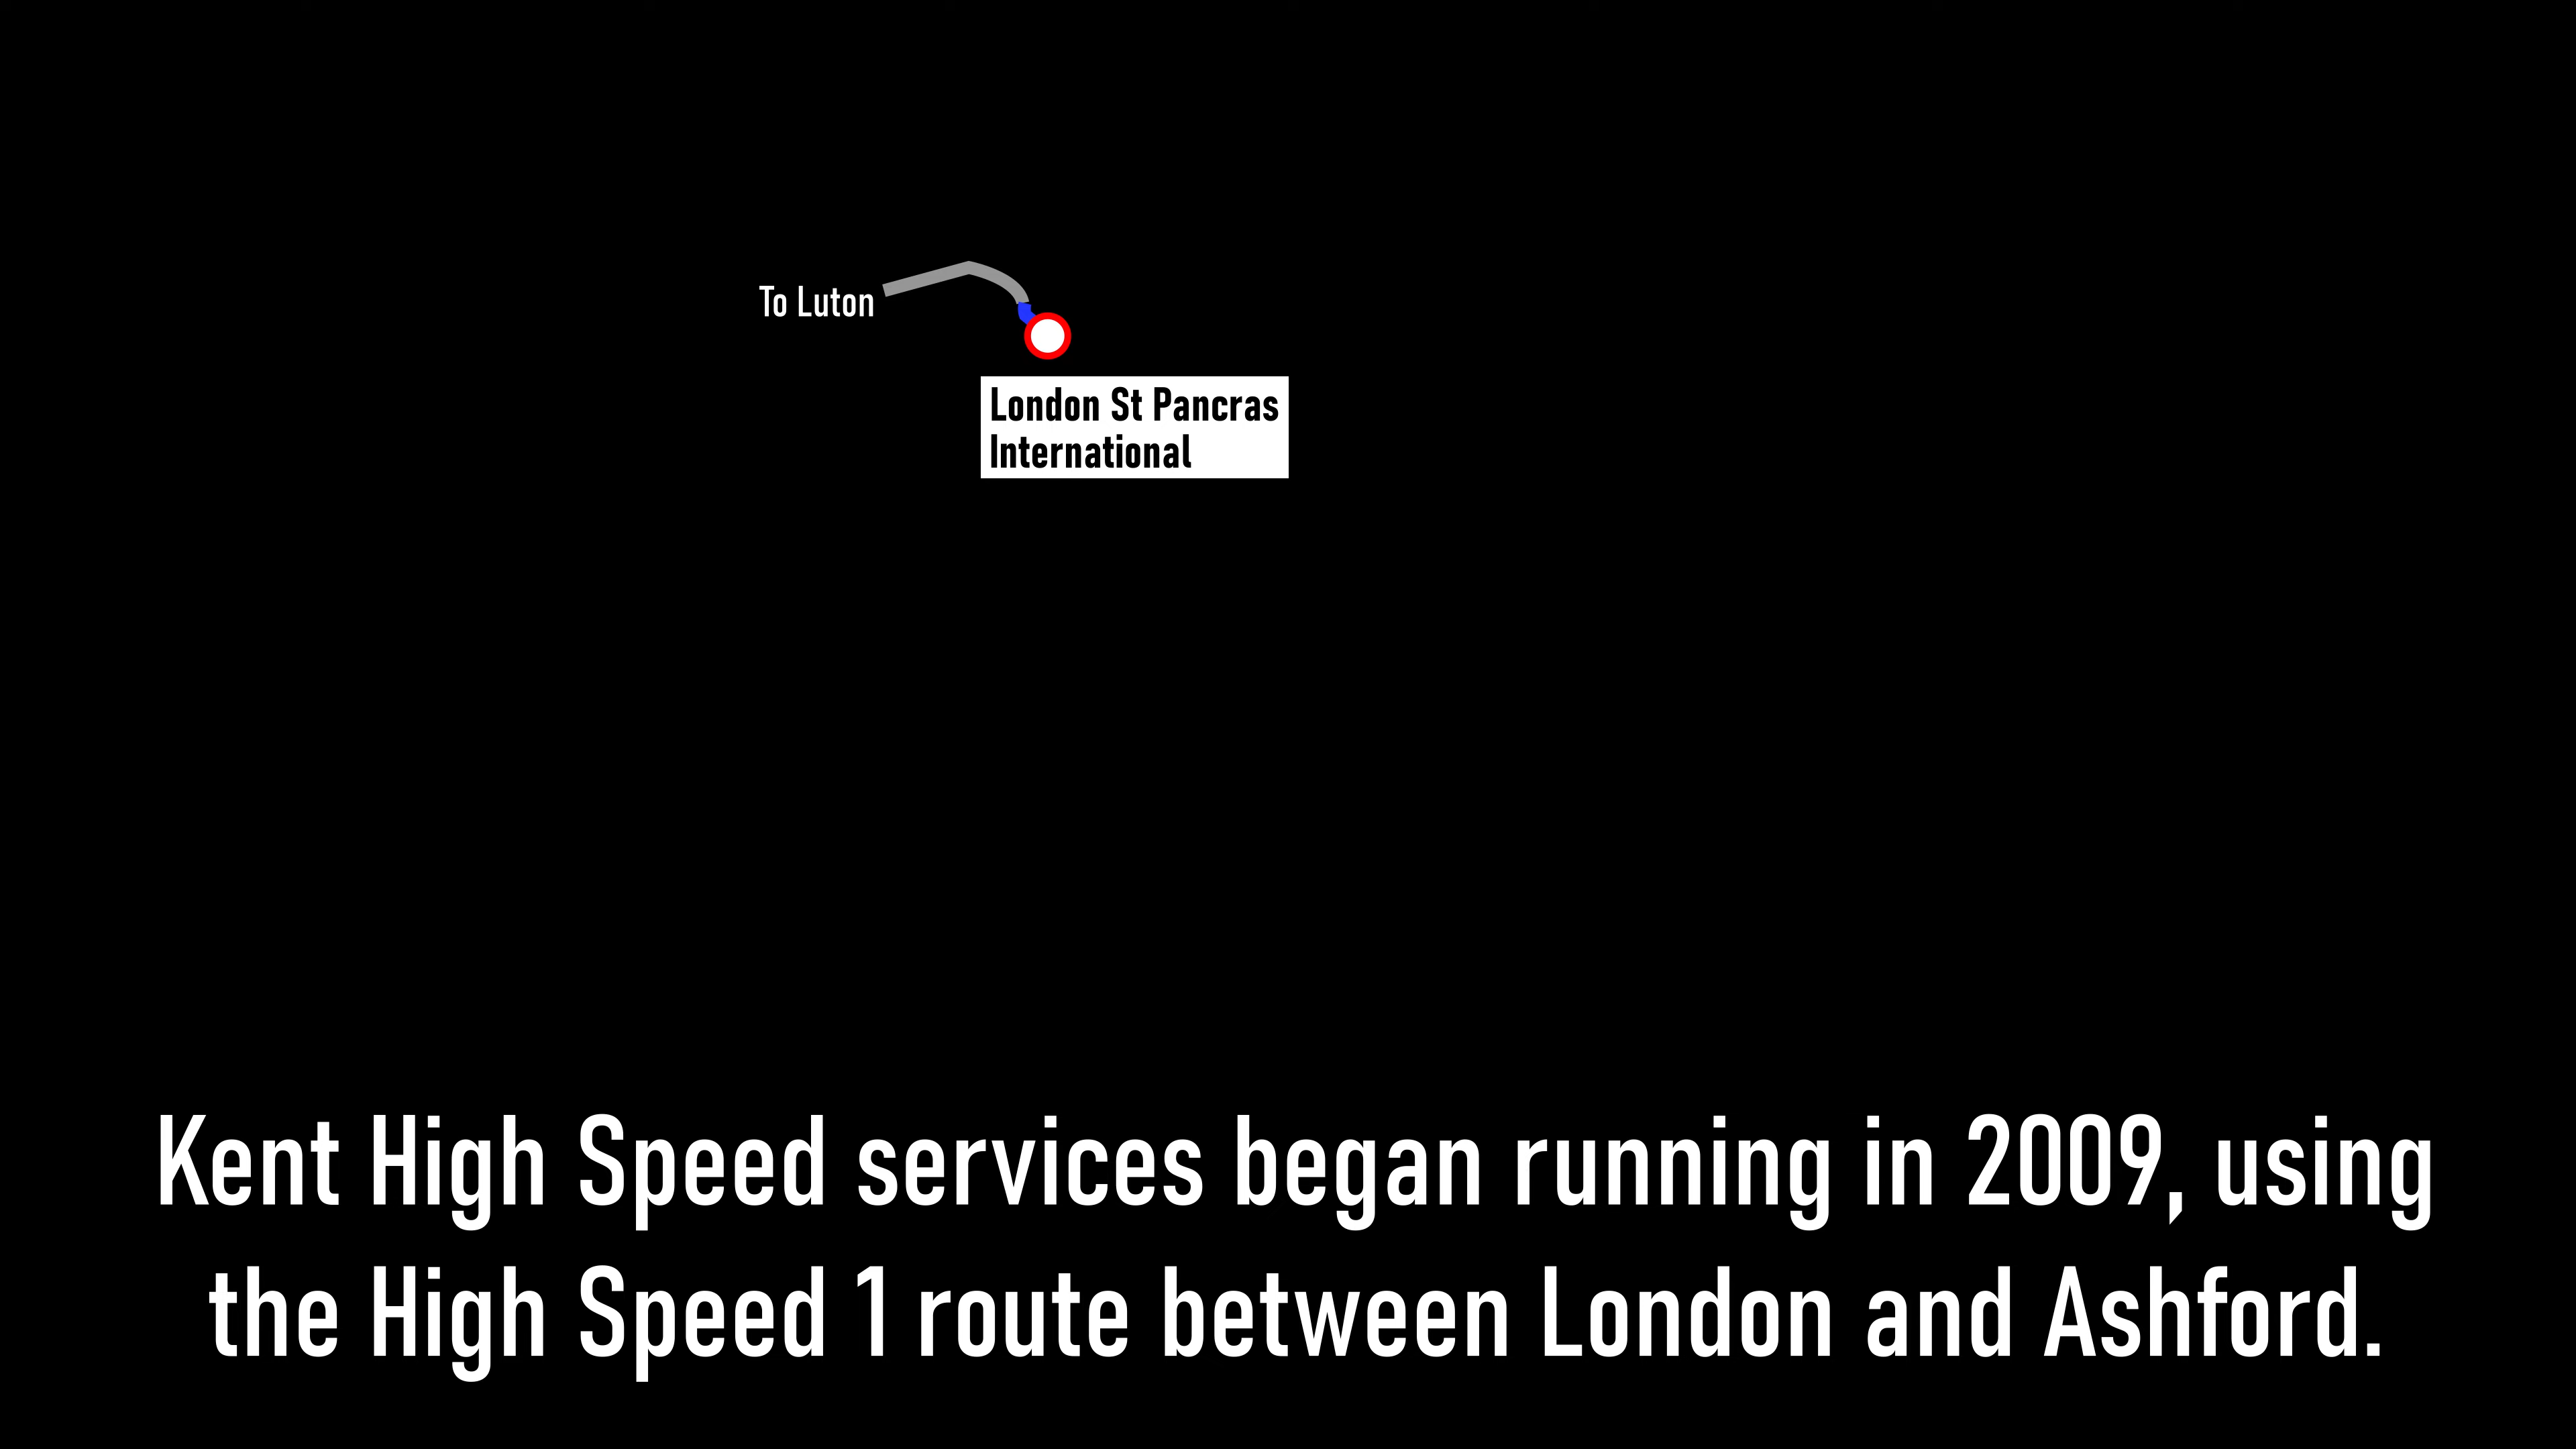 To Luton
London St Pancras
International
Kent High Speed services began running in 2009, using
the High Speed 1 route between London and Ashford.